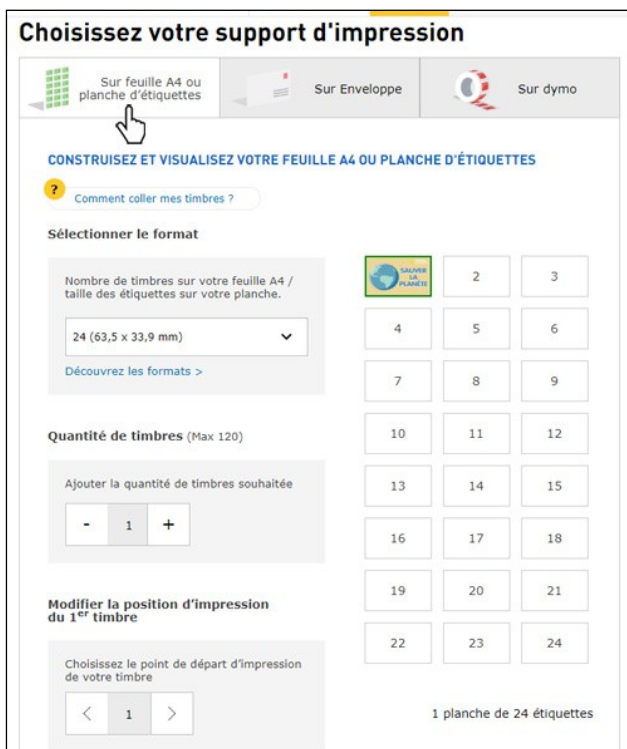 Choisissez votre support d'impression
Sur feuille A4 ou
planche d'étiquettes
Sur Enveloppe
Sur dymo
CONSTRUISEZ ET VISUALISEZ VOTRE FEUILLE A4 OU PLANCHE D'ÉTIQUETTES
?
Comment coller mes timbres ?
Sélectionner le format
Nombre de timbres sur votre feuille A4 /
taille des étiquettes sur votre planche.
24 (63,5 x 33,9 mm)
Découvrez les formats >
Quantité de timbres (Max 120)
Ajouter la quantité de timbres souhaitée
- 1 +
Modifier la position d'impression
du 1er timbre
Choisissez le point de départ d'impression
de votre timbre
< 1 >
SAUVER
LA
PLANÈTE
2 3
4 5 6
7 8 9
10 11 12
13 14 15
16 17 18
19 20 21
22 23 24
1 planche de 24 étiquettes